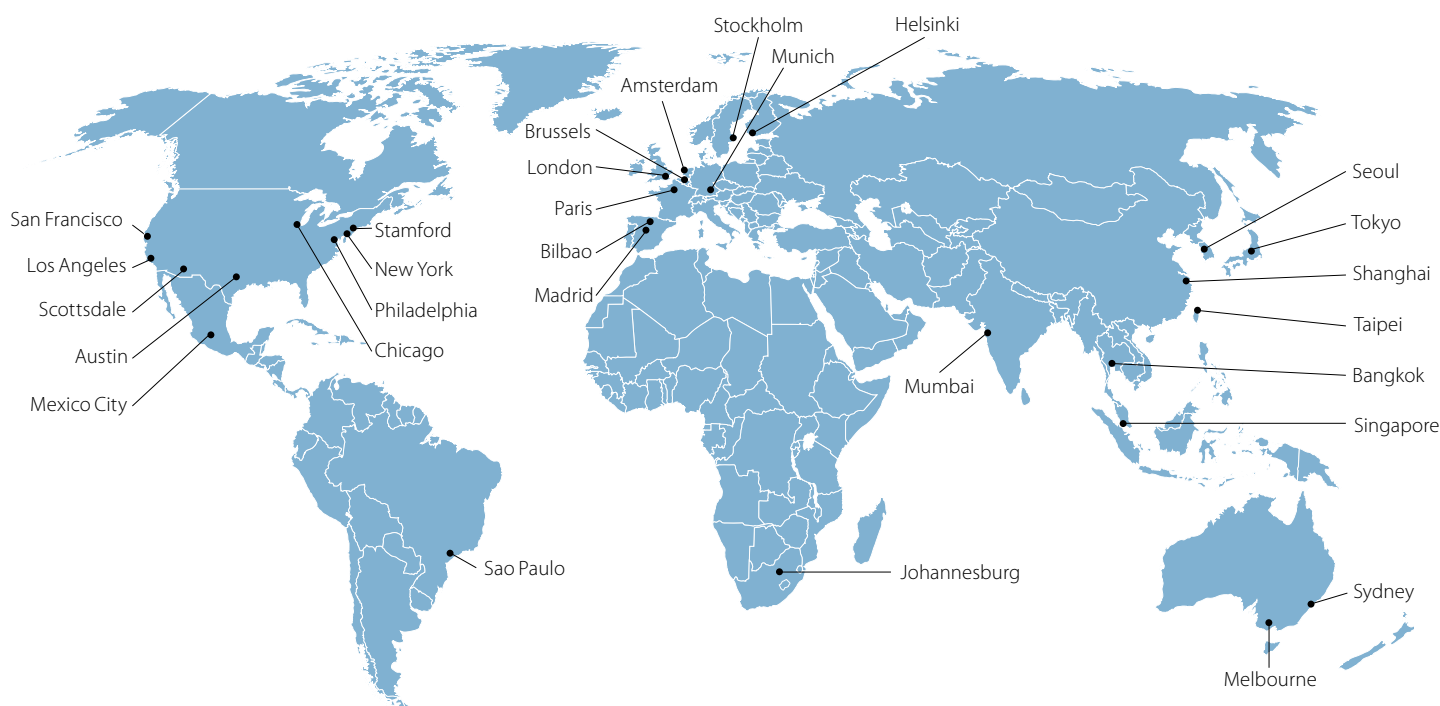 Stockholm
Helsinki
Munich
Amsterdam
Brussels
London
Paris
Bilbao
Madrid
San Francisco
Los Angeles
Scottsdale
Austin
Mexico City
Stamford
New York
Philadelphia
Chicago
Sao Paulo
Johannesburg
Mumbai
Seoul
Tokyo
Shanghai
Taipei
Bangkok
Singapore
Sydney
Melbourne